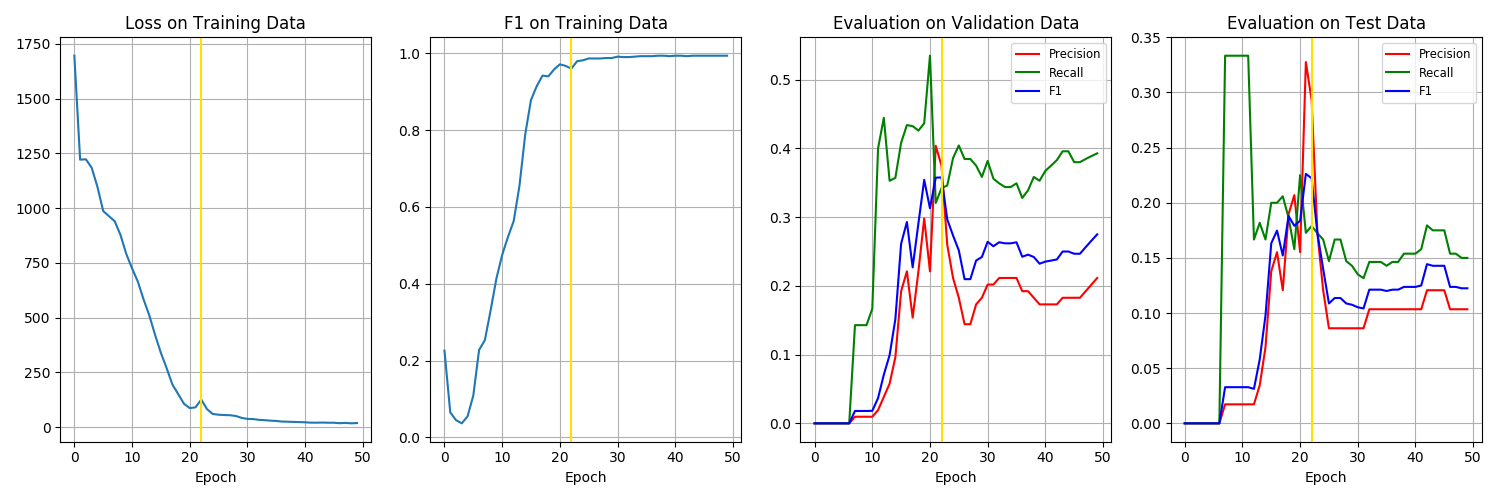 Loss on Training Data
1750
1500
1250
1000
750
500
250
0
0 10 20 30 40 50
Epoch
F1 on Training Data
1.0
0.8
0.6
0.4
0.2
0.0
0 10 20 30 40 50
Epoch
Evaluation on Validation Data
Precision
Recall
F1
0.5
0.4
0.3
0.2
0.1
0.0
0 10 20 30 40 50
Epoch
Evaluation on Test Data
Precision
Recall
F1
0.35
0.30
0.25
0.20
0.15
0.10
0.05
0.00
0 10 20 30 40 50
Epoch